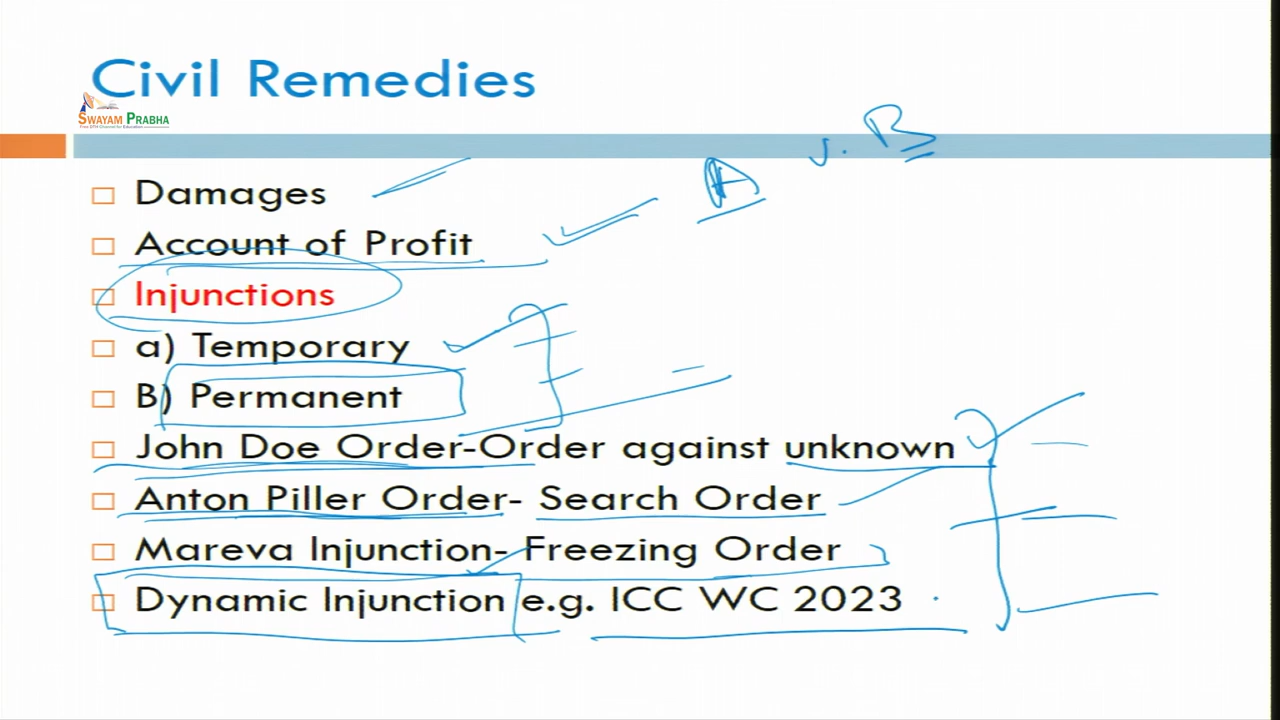 Civil Remedies
SWAYAM PRABHA
A v. B
Damages
Account of Profit
Injunctions
a) Temporary
B) Permanent
John Doe Order-Order against unknown
Anton Piller Order- Search Order
Mareva Injunction- Freezing Order
Dynamic Injunction e.g. ICC WC 2023